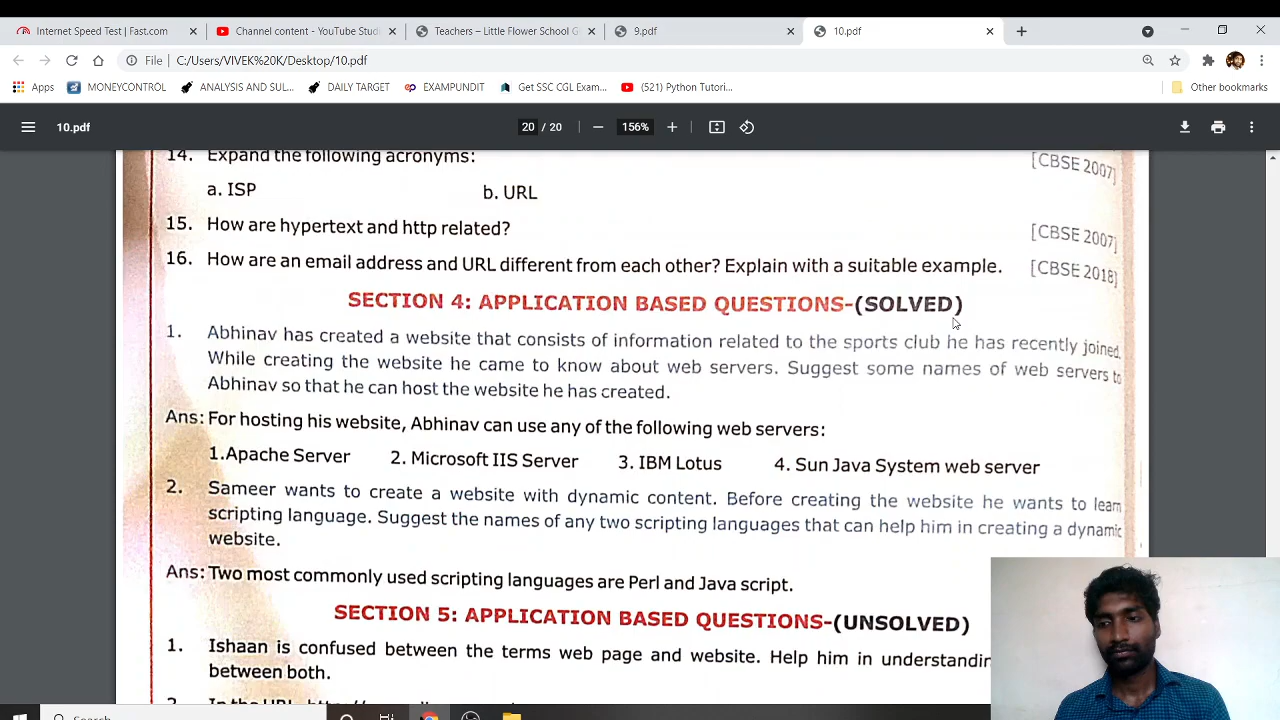 Internet Speed Test | Fast.com
Channel content - YouTube Studi
Teachers – Little Flower School G
9.pdf
10.pdf
File | C:/Users/VIVEK%20K/Desktop/10.pdf
Apps
MONEYCONTROL
ANALYSIS AND SUL...
DAILY TARGET
EXAMPUNDIT
Get SSC CGL Exam...
(521) Python Tutori...
Other bookmarks
10.pdf
20 / 20
156%
14. Expand the following acronyms: [CBSE 2007]
a. ISP b. URL
15. How are hypertext and http related? [CBSE 2007]
16. How are an email address and URL different from each other? Explain with a suitable example. [CBSE 2018]
SECTION 4: APPLICATION BASED QUESTIONS-(SOLVED)
1. Abhinav has created a website that consists of information related to the sports club he has recently joined.
While creating the website he came to know about web servers. Suggest some names of web servers to
Abhinav so that he can host the website he has created.
Ans: For hosting his website, Abhinav can use any of the following web servers:
1.Apache Server 2. Microsoft IIS Server 3. IBM Lotus 4. Sun Java System web server
2. Sameer wants to create a website with dynamic content. Before creating the website he wants to learn
scripting language. Suggest the names of any two scripting languages that can help him in creating a dynamic
website.
Ans: Two most commonly used scripting languages are Perl and Java script.
SECTION 5: APPLICATION BASED QUESTIONS-(UNSOLVED)
1. Ishaan is confused between the terms web page and website. Help him in
between both.
Search